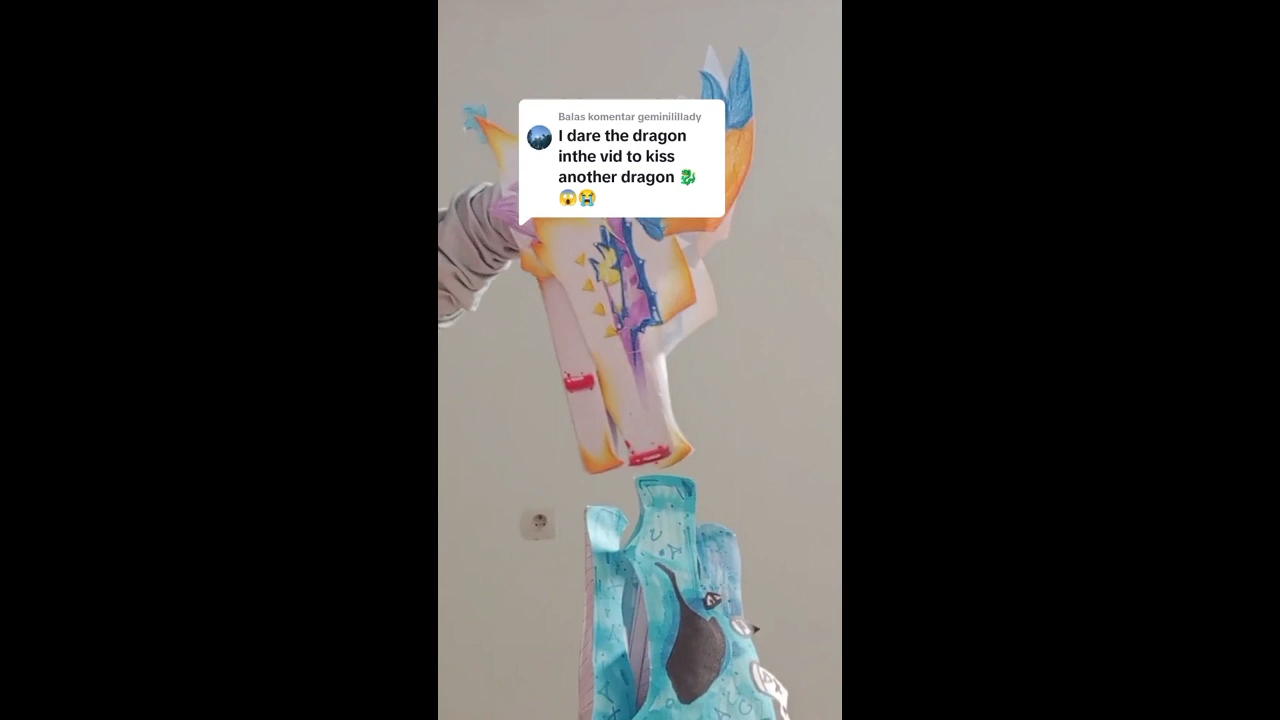 Balas komentar geminilillady
I dare the dragon
inthe vid to kiss
another dragon 🐉
😱😭